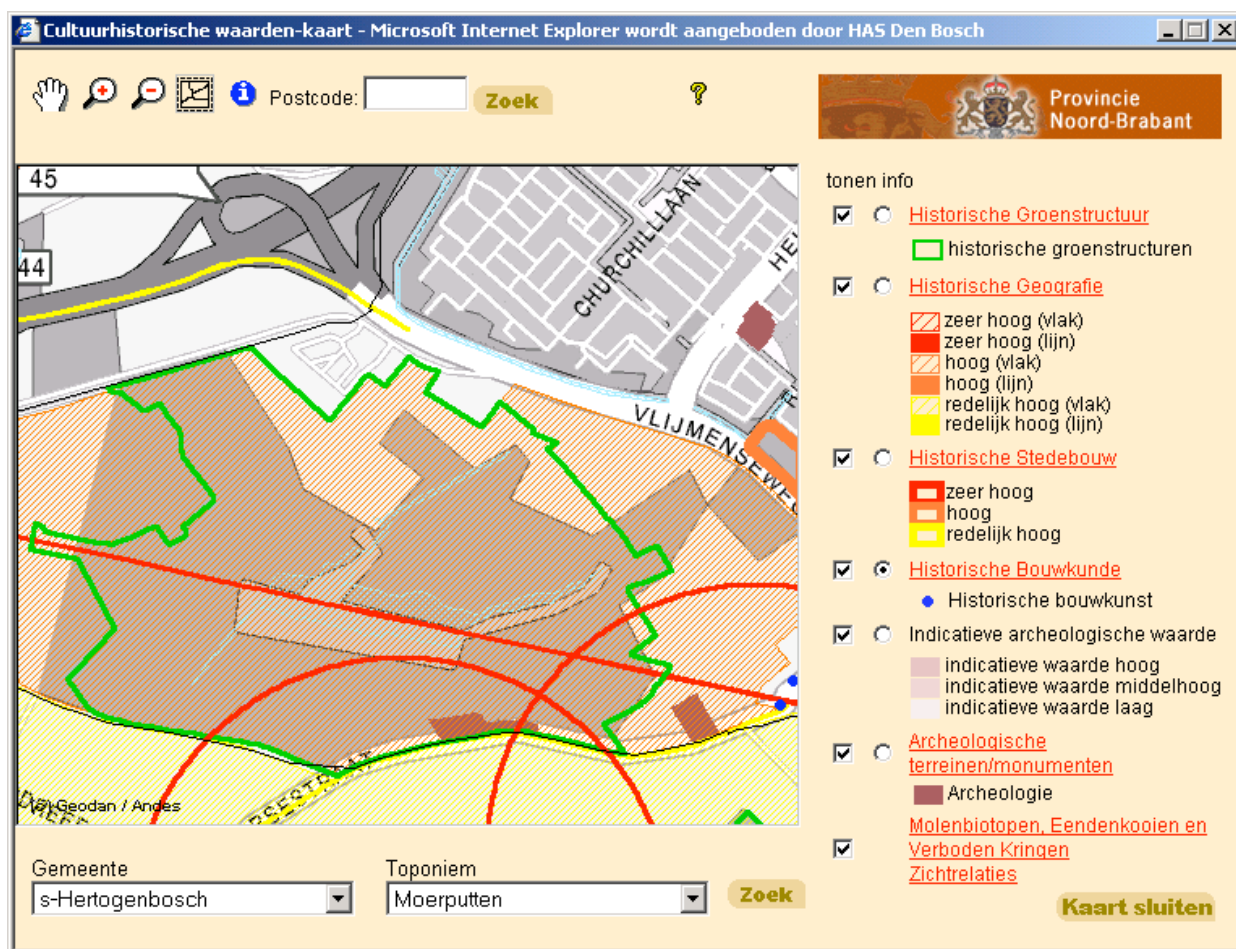 Cultuurhistorische waarden-kaart - Microsoft Internet Explorer wordt aangeboden door HAS Den Bosch
Postcode:
Zoek
?
Provincie
Noord-Brabant
45
44
CHURCHILLLAAN
HEL
VLIJMENSEWEG
(c) Geodan / Andes
tonen info
Historische Groenstructuur
historische groenstructuren
Historische Geografie
zeer hoog (vlak)
zeer hoog (lijn)
hoog (vlak)
hoog (lijn)
redelijk hoog (vlak)
redelijk hoog (lijn)
Historische Stedebouw
zeer hoog
hoog
redelijk hoog
Historische Bouwkunde
Historische bouwkunst
Indicatieve archeologische waarde
indicatieve waarde hoog
indicatieve waarde middelhoog
indicatieve waarde laag
Archeologische
terreinen/monumenten
Archeologie
Molenbiotopen, Eendenkooien en
Verboden Kringen
Zichtrelaties
Gemeente
s-Hertogenbosch
Toponiem
Moerputten
Zoek
Kaart sluiten